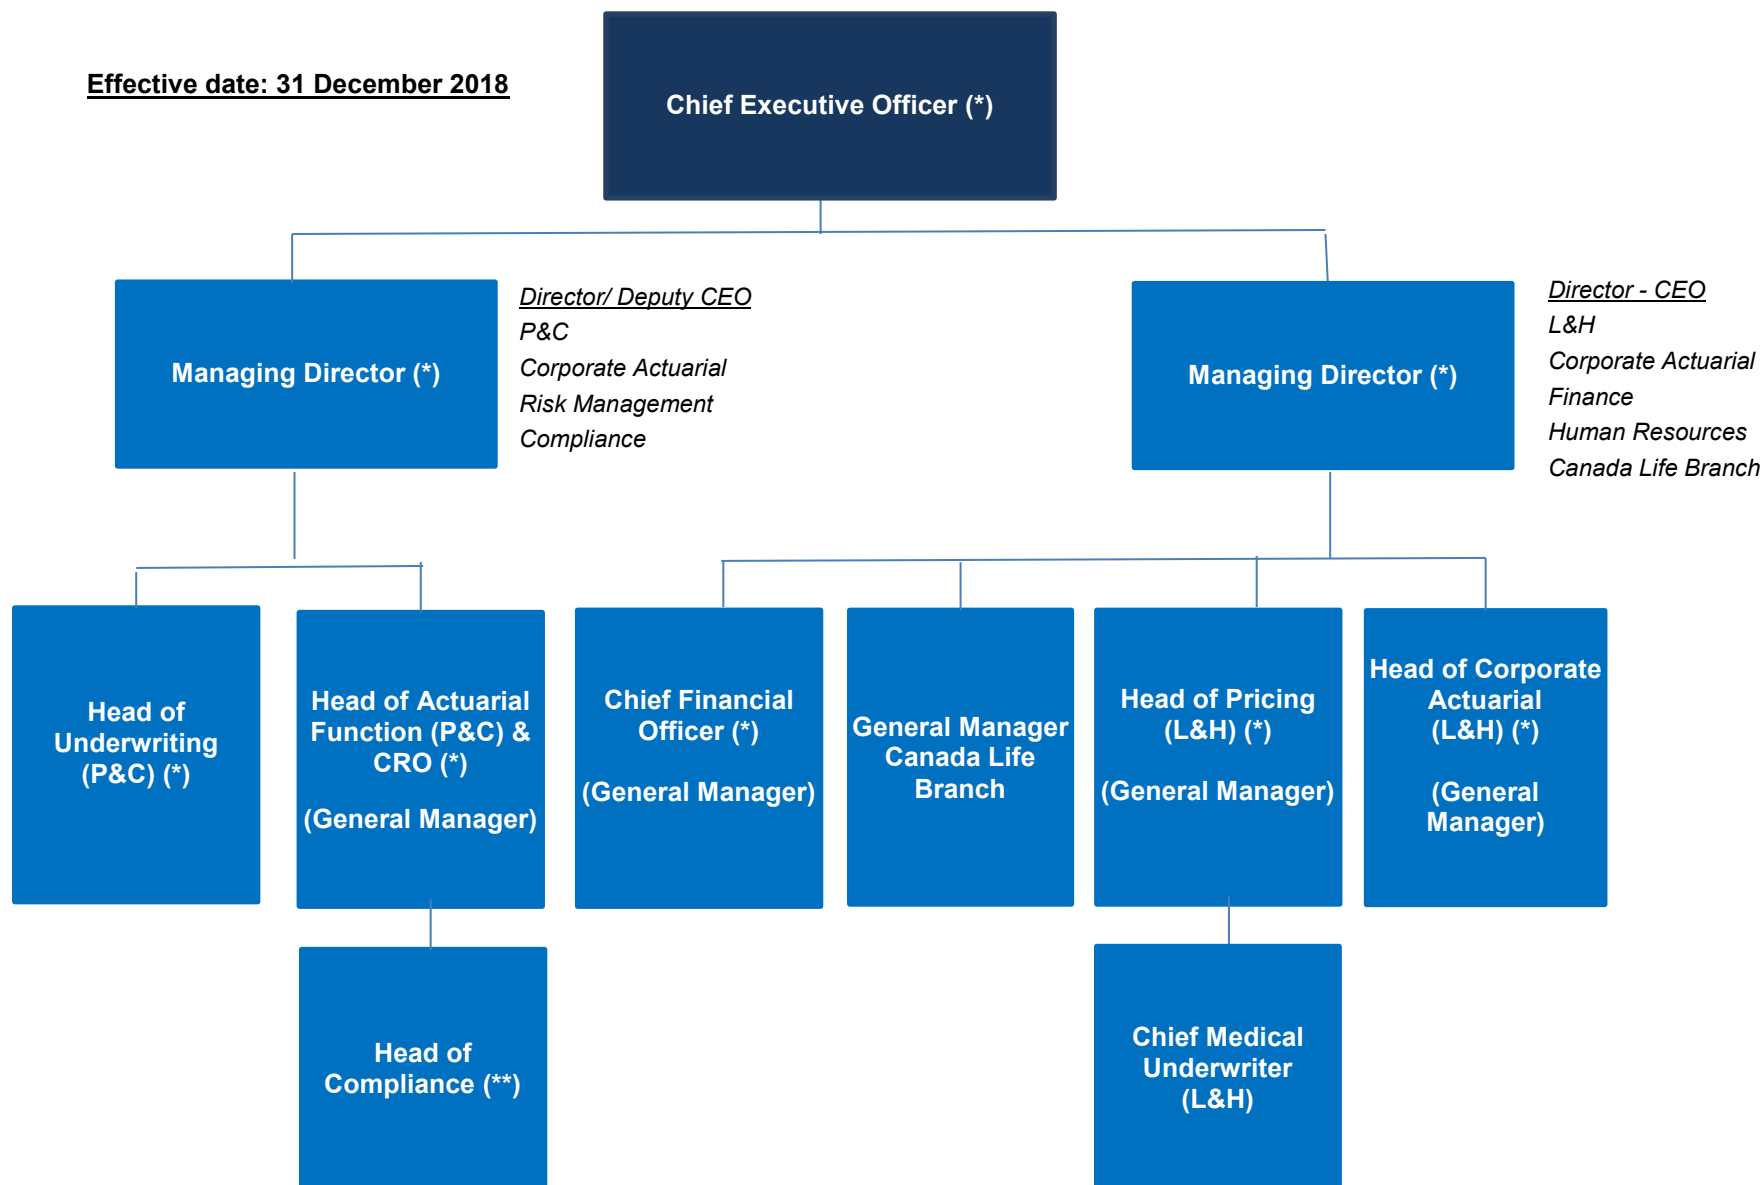 Effective date: 31 December 2018
Chief Executive Officer (*)
Managing Director (*)
Director/ Deputy CEO
P&C
Corporate Actuarial
Risk Management
Compliance
Managing Director (*)
Director - CEO
L&H
Corporate Actuarial
Finance
Human Resources
Canada Life Branch
Head of
Underwriting
(P&C) (*)
Head of Actuarial
Function (P&C) &
CRO (*)
(General Manager)
Chief Financial
Officer (*)
(General Manager)
General Manager
Canada Life
Branch
Head of Pricing
(L&H) (*)
(General Manager)
Head of Corporate
Actuarial
(L&H) (*)
(General
Manager)
Head of
Compliance (**)
Chief Medical
Underwriter
(L&H)